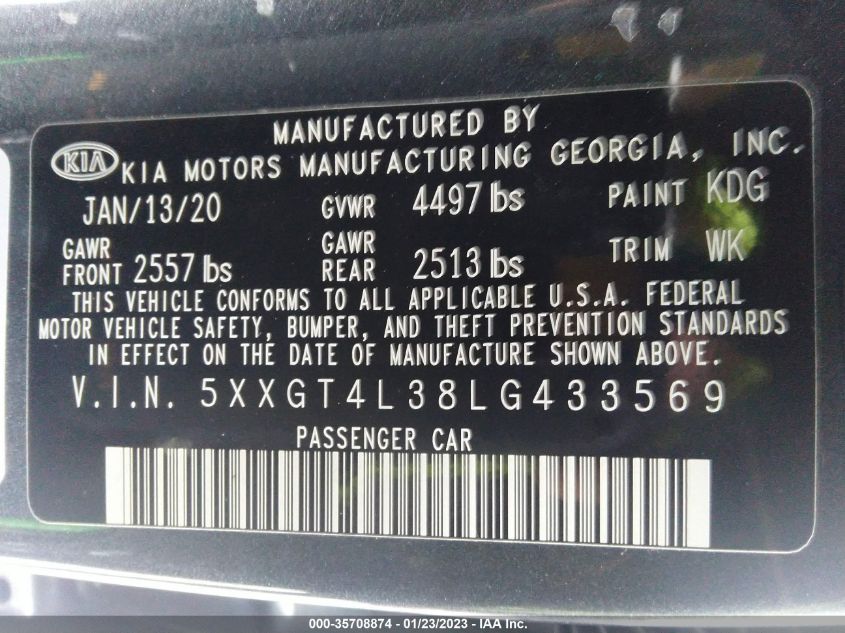 MANUFACTURED BY
KIA KIA MOTORS MANUFACTURING GEORGIA, INC.
JAN/13/20 GVWR 4497 lbs PAINT KDG
GAWR FRONT 2557 lbs GAWR REAR 2513 lbs TRIM WK
THIS VEHICLE CONFORMS TO ALL APPLICABLE U.S.A. FEDERAL
MOTOR VEHICLE SAFETY, BUMPER, AND THEFT PREVENTION STANDARDS
IN EFFECT ON THE DATE OF MANUFACTURE SHOWN ABOVE.
V.I.N. 5XXGT4L38LG433569
PASSENGER CAR
000-35708874 - 01/23/2023 - IAA Inc.